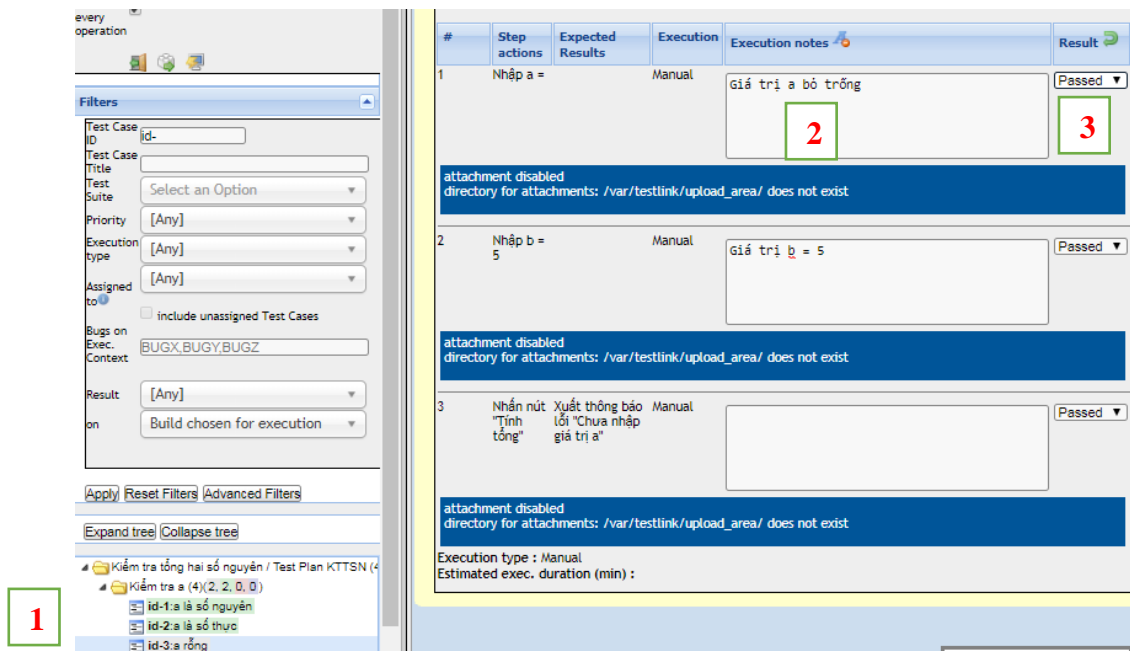 every
operation
Filters
Test Case
ID
id-
Test Case
Title
Test
Suite
Select an Option
Priority
[Any]
Execution
type
[Any]
Assigned
to
[Any]
include unassigned Test Cases
Bugs on
Exec.
Context
BUGX,BUGY,BUGZ
Result
[Any]
on
Build chosen for execution
Apply Reset Filters Advanced Filters
Expand tree Collapse tree
Kiểm tra tổng hai số nguyên / Test Plan KTTSN (4
Kiểm tra a (4)(2, 2, 0, 0)
1
id-1:a là số nguyên
id-2:a là số thực
id-3:a rỗng
# Step actions Expected Results Execution Execution notes Result
1 Nhập a = Manual Giá trị a bỏ trống Passed
2
3
attachment disabled
directory for attachments: /var/testlink/upload_area/ does not exist
2 Nhập b = Manual Giá trị b = 5 Passed
5
attachment disabled
directory for attachments: /var/testlink/upload_area/ does not exist
3 Nhấn nút Xuất thông báo Manual Passed
"Tính lỗi "Chưa nhập
tổng" giá trị a"
attachment disabled
directory for attachments: /var/testlink/upload_area/ does not exist
Execution type : Manual
Estimated exec. duration (min) :